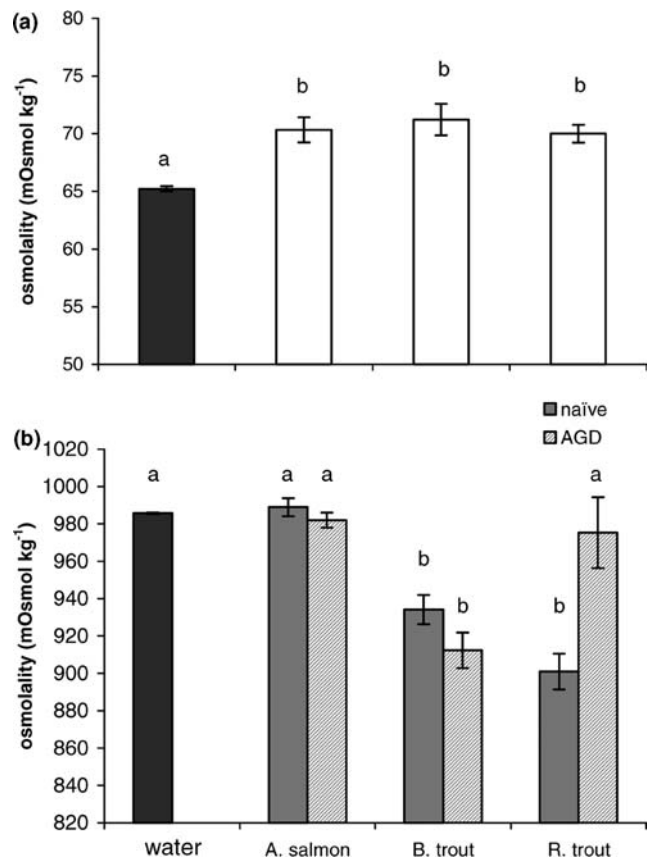 (a)
80
75
70
65
60
55
50
osmolality (mOsmol kg⁻¹)
a
b
b
b
naïve
AGD
(b)
1020
1000
980
960
940
920
900
880
860
840
820
osmolality (mOsmol kg⁻¹)
a
a a
b b
b a
water A. salmon B. trout R. trout